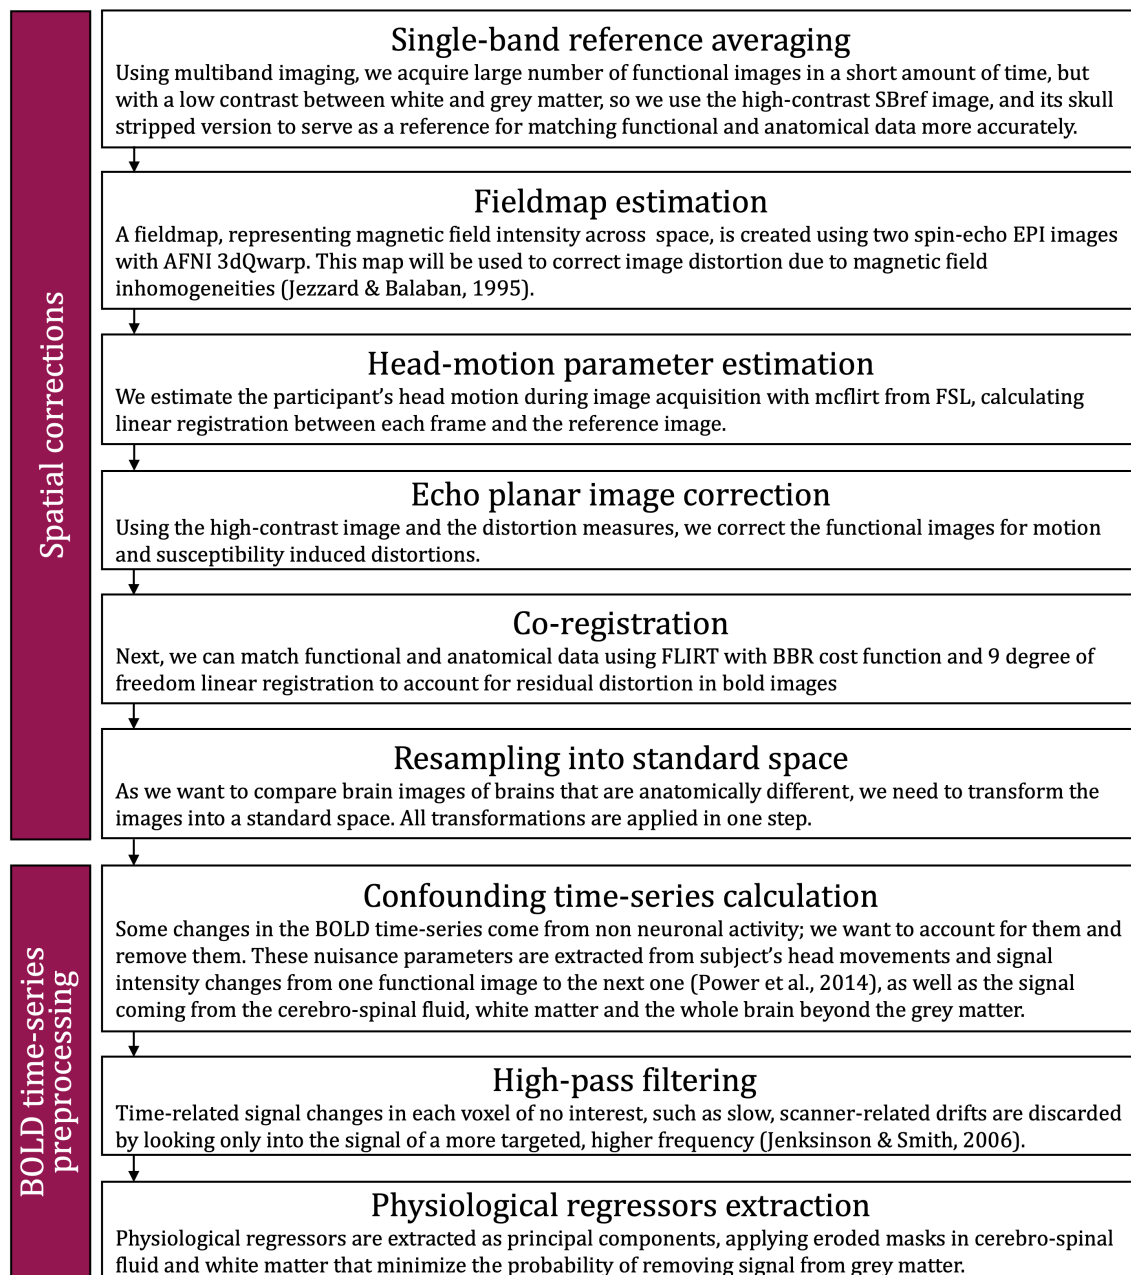 Spatial corrections
Single-band reference averaging
Using multiband imaging, we acquire large number of functional images in a short amount of time, but
with a low contrast between white and grey matter, so we use the high-contrast SBref image, and its skull
stripped version to serve as a reference for matching functional and anatomical data more accurately.
Fieldmap estimation
A fieldmap, representing magnetic field intensity across space, is created using two spin-echo EPI images
with AFNI 3dQwarp. This map will be used to correct image distortion due to magnetic field
inhomogeneities (Jezzard & Balaban, 1995).
Head-motion parameter estimation
We estimate the participant's head motion during image acquisition with mcflirt from FSL, calculating
linear registration between each frame and the reference image.
Echo planar image correction
Using the high-contrast image and the distortion measures, we correct the functional images for motion
and susceptibility induced distortions.
Co-registration
Next, we can match functional and anatomical data using FLIRT with BBR cost function and 9 degree of
freedom linear registration to account for residual distortion in bold images
Resampling into standard space
As we want to compare brain images of brains that are anatomically different, we need to transform the
images into a standard space. All transformations are applied in one step.
BOLD time-series
preprocessing
Confounding time-series calculation
Some changes in the BOLD time-series come from non neuronal activity; we want to account for them and
remove them. These nuisance parameters are extracted from subject's head movements and signal
intensity changes from one functional image to the next one (Power et al., 2014), as well as the signal
coming from the cerebro-spinal fluid, white matter and the whole brain beyond the grey matter.
High-pass filtering
Time-related signal changes in each voxel of no interest, such as slow, scanner-related drifts are discarded
by looking only into the signal of a more targeted, higher frequency (Jenksinson & Smith, 2006).
Physiological regressors extraction
Physiological regressors are extracted as principal components, applying eroded masks in cerebro-spinal
fluid and white matter that minimize the probability of removing signal from grey matter.